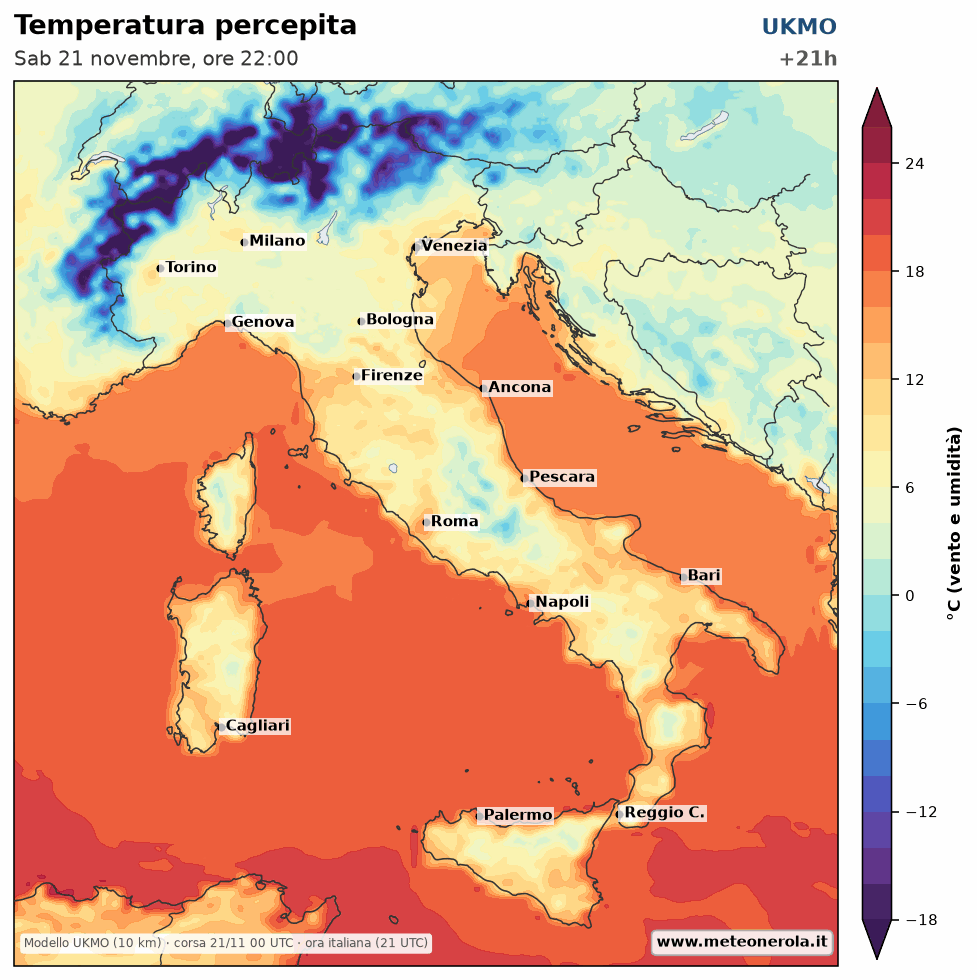 Temperatura percepita
UKMO
Sab 21 novembre, ore 22:00
+21h
Milano
Venezia
Torino
Genova
Bologna
Firenze
Ancona
Pescara
Roma
Bari
Napoli
Cagliari
Palermo
Reggio C.
24
18
12
6
0
−6
−12
−18
°C (vento e umidità)
Modello UKMO (10 km) · corsa 21/11 00 UTC · ora italiana (21 UTC)
www.meteonerola.it